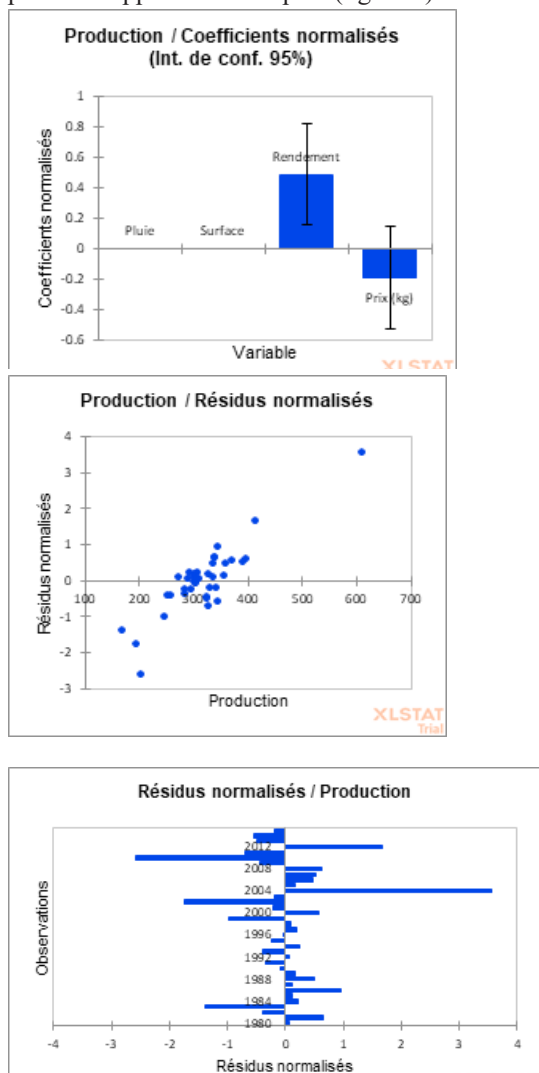 Production / Coefficients normalisés
(Int. de conf. 95%)
Coefficients normalisés
1
0.8
0.6
0.4
0.2
0
-0.2
-0.4
-0.6
Pluie
Surface
Rendement
Prix (kg)
Variable
XLSTAT
Production / Résidus normalisés
Résidus normalisés
4
3
2
1
0
-1
-2
-3
100 200 300 400 500 600 700
Production
XLSTAT
Trial
Résidus normalisés / Production
Observations
2012
2008
2004
2000
1996
1992
1988
1984
1980
-4 -3 -2 -1 0 1 2 3 4
Résidus normalisés